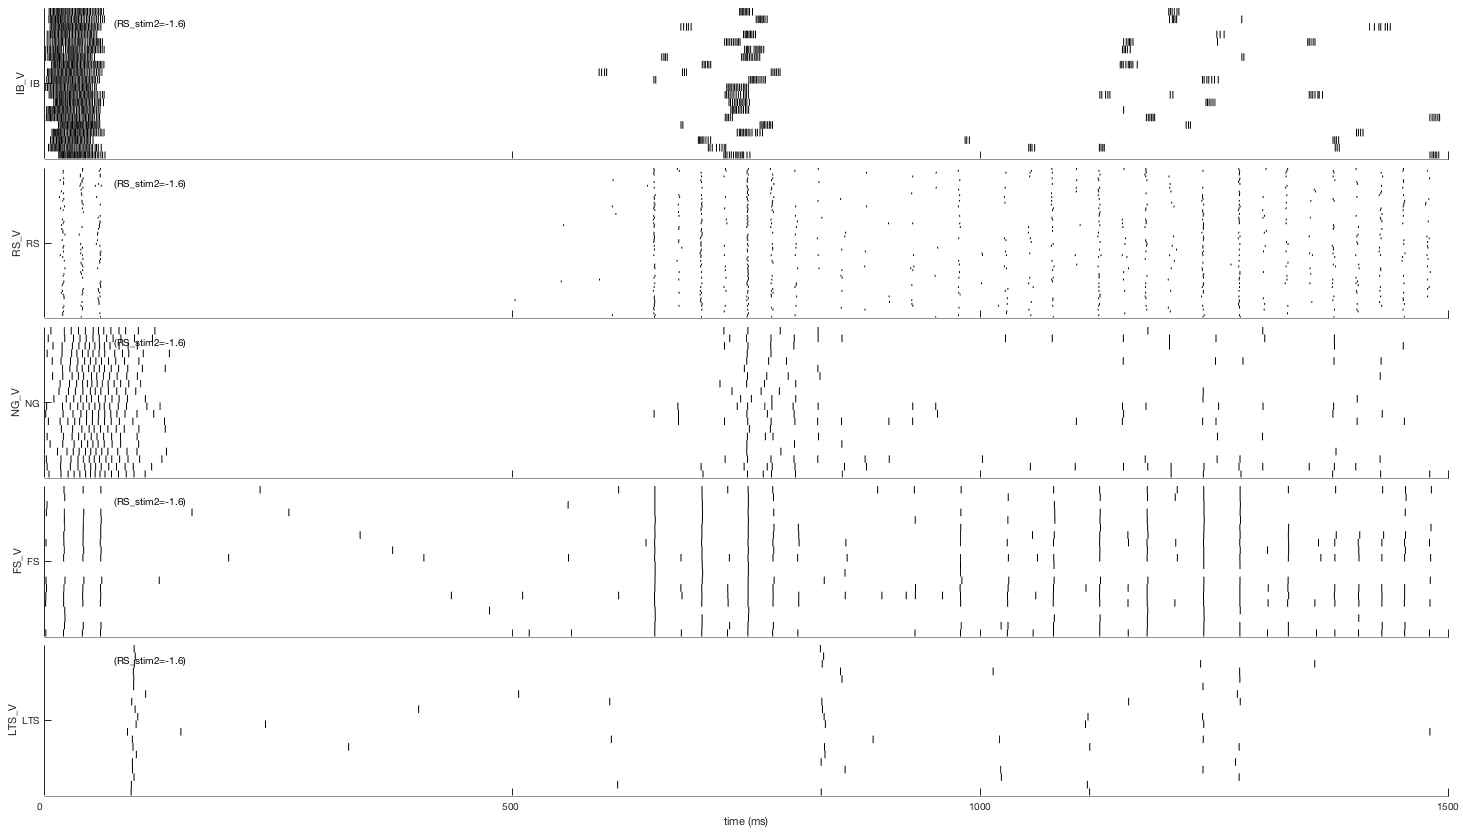 (RS_stim2=-1.6)
IB_V
IB
(RS_stim2=-1.6)
RS_V
RS
(RS_stim2=-1.6)
NG_V
NG
(RS_stim2=-1.6)
FS_V
FS
(RS_stim2=-1.6)
LTS_V
LTS
0 500 1000 1500
time (ms)